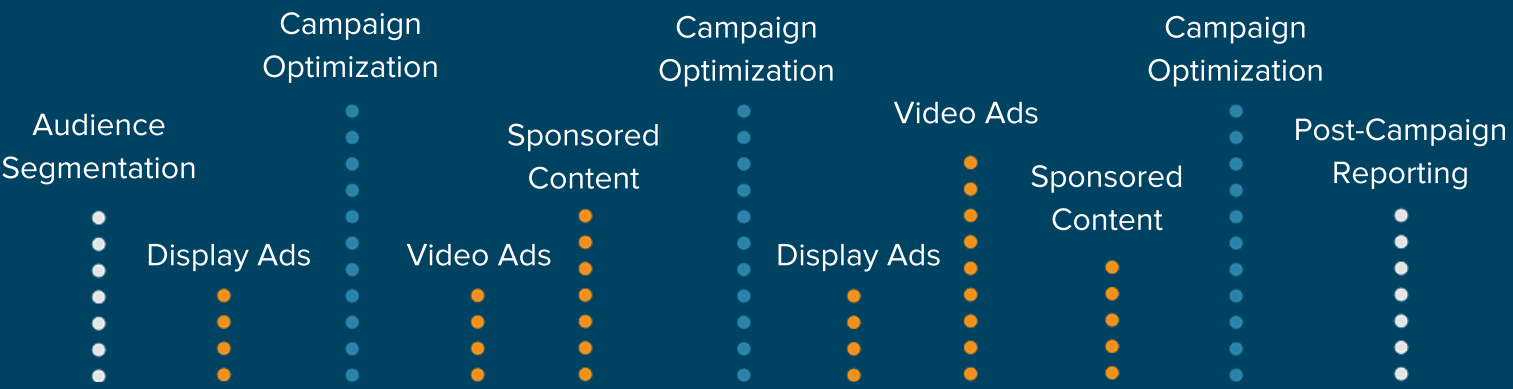 Audience
Segmentation
Display Ads
Campaign
Optimization
Video Ads
Sponsored
Content
Campaign
Optimization
Display Ads
Video Ads
Sponsored
Content
Campaign
Optimization
Post-Campaign
Reporting